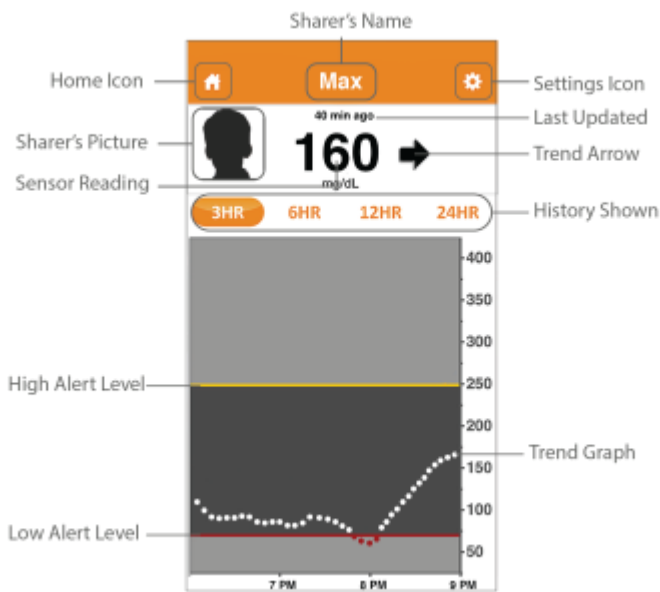 Sharer's Name
Home Icon
Max
Settings Icon
40 min ago
Last Updated
Sharer's Picture
160
Trend Arrow
Sensor Reading
mg/dL
3HR 6HR 12HR 24HR
History Shown
400
350
300
High Alert Level
250
200
Trend Graph
150
100
Low Alert Level
50
7 PM 8 PM 9 PM